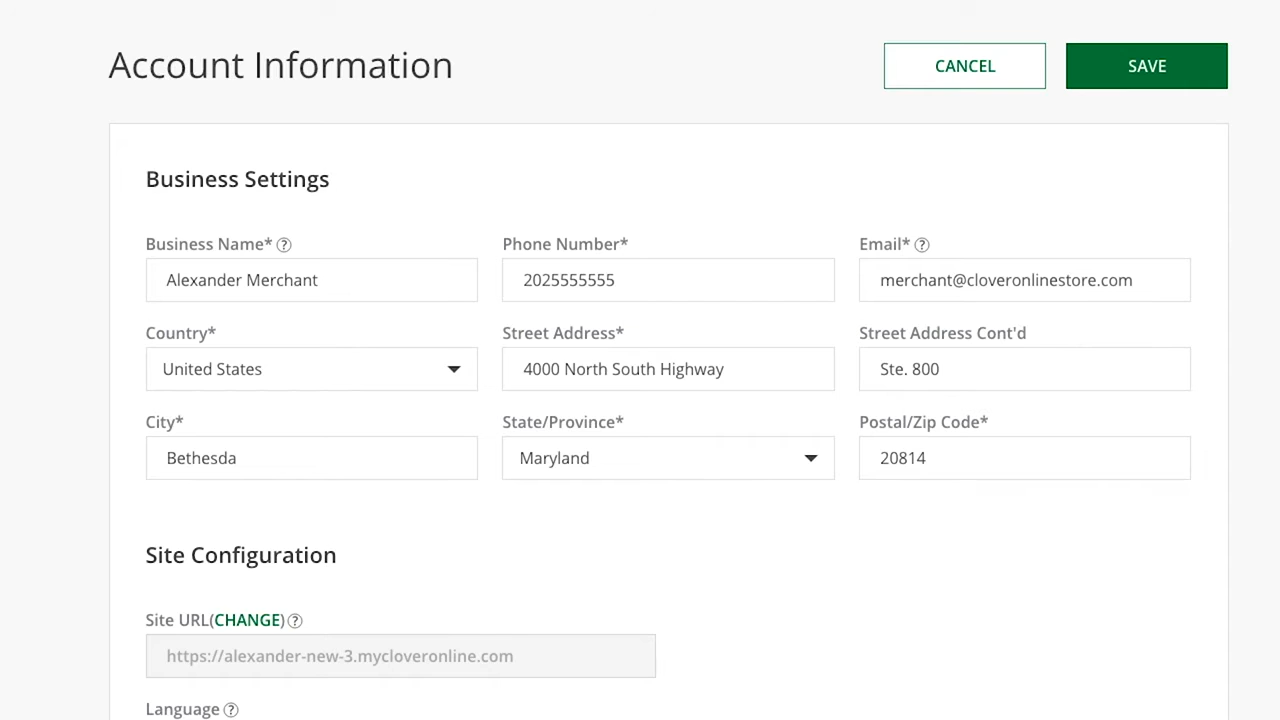 Account Information
CANCEL
SAVE
Business Settings
Business Name* ?
Phone Number*
Email* ?
Alexander Merchant
2025555555
merchant@cloveronlinestore.com
Country*
Street Address*
Street Address Cont'd
United States
4000 North South Highway
Ste. 800
City*
State/Province*
Postal/Zip Code*
Bethesda
Maryland
20814
Site Configuration
Site URL(CHANGE) ?
https://alexander-new-3.mycloveronline.com
Language ?